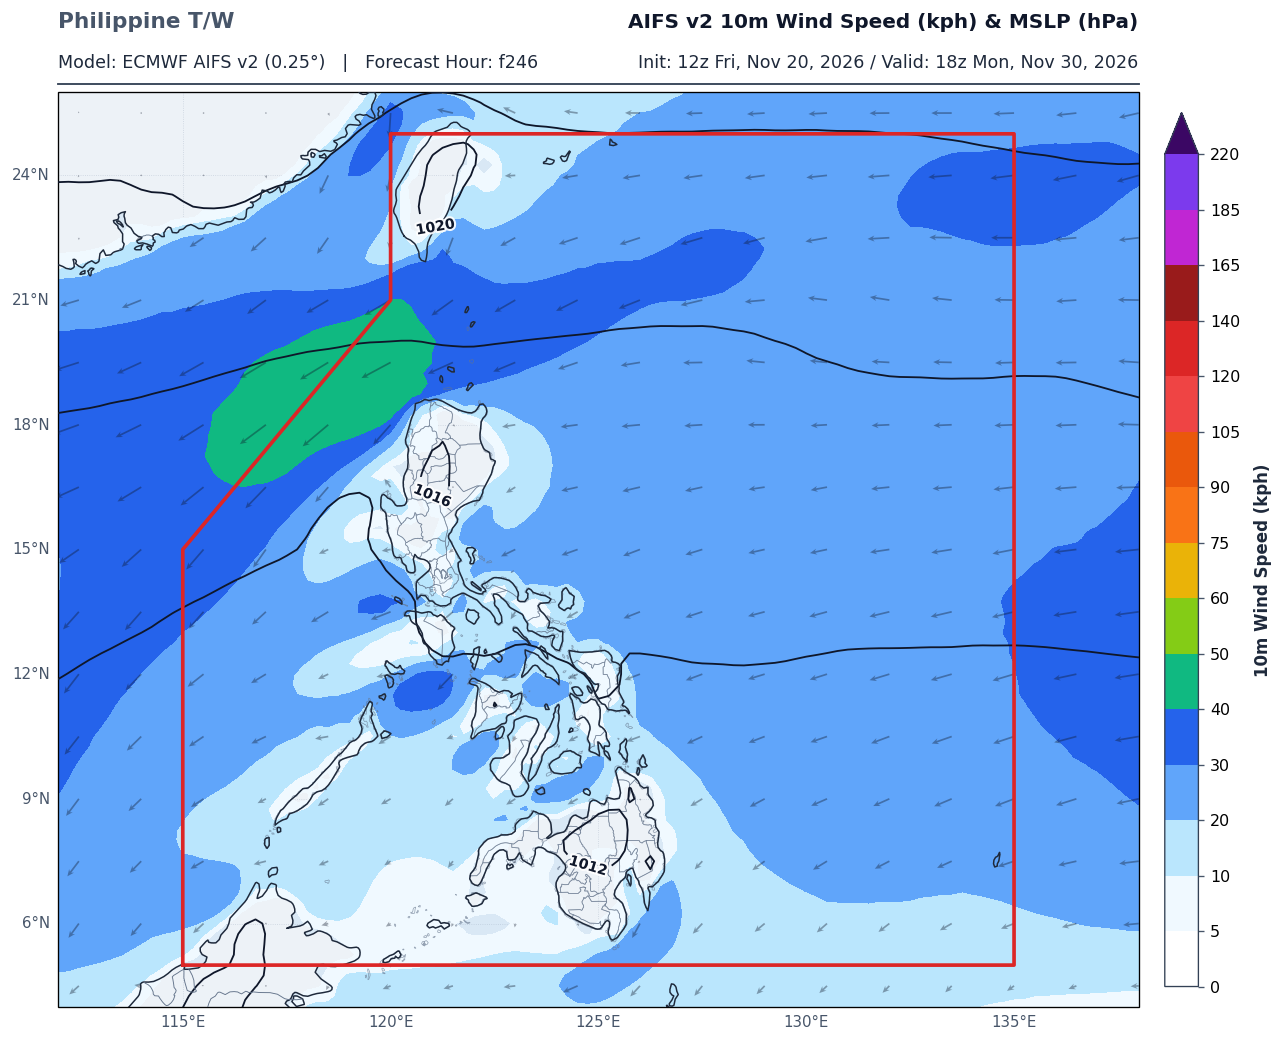 Philippine T/W
AIFS v2 10m Wind Speed (kph) & MSLP (hPa)
Model: ECMWF AIFS v2 (0.25°)   |   Forecast Hour: f246
Init: 12z Fri, Nov 20, 2026 / Valid: 18z Mon, Nov 30, 2026
24°N
21°N
18°N
15°N
12°N
9°N
6°N
115°E
120°E
125°E
130°E
135°E
1020
1016
1012
220
185
165
140
120
105
90
75
60
50
40
30
20
10
5
0
10m Wind Speed (kph)